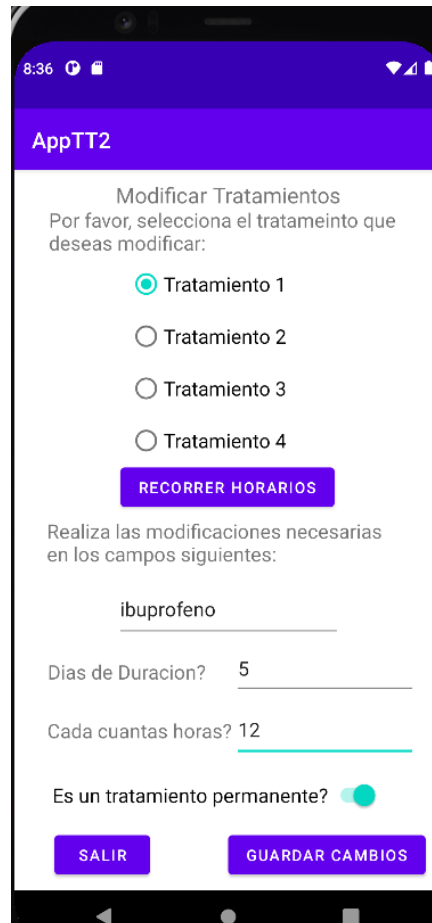 8:36
AppTT2
Modificar Tratamientos
Por favor, selecciona el tratameinto que
deseas modificar:
Tratamiento 1
Tratamiento 2
Tratamiento 3
Tratamiento 4
RECORRER HORARIOS
Realiza las modificaciones necesarias
en los campos siguientes:
ibuprofeno
Dias de Duracion? 5
Cada cuantas horas? 12
Es un tratamiento permanente?
SALIR GUARDAR CAMBIOS